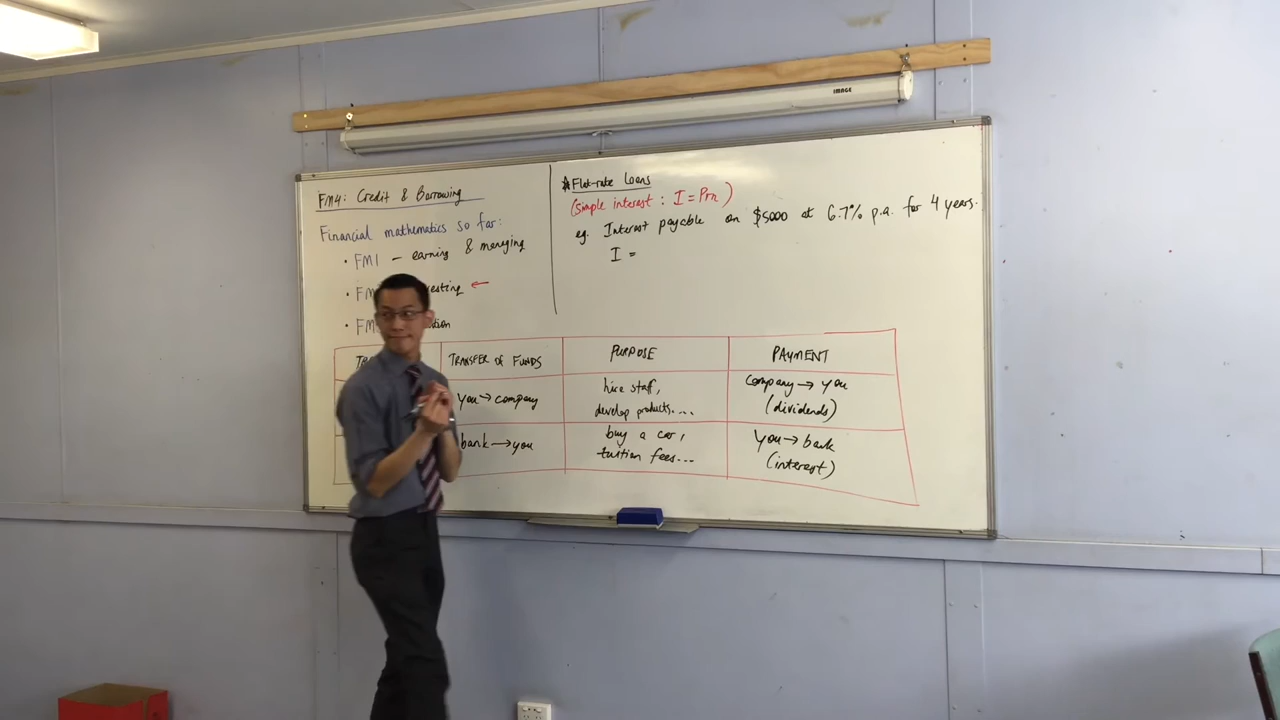 IMAGE
FM4: Credit & Borrowing
Financial mathematics so far:
• FM1 – earning & managing
• FM
esting ←
• FM
tion
Flat-rate loans
(simple interest : I = Prn)
eg. Interest payable on $5000 at 6.7% p.a. for 4 years.
I =
TRANSFER OF FUNDS
PURPOSE
PAYMENT
you → company
hire staff,
develop products....
company → you
(dividends)
bank → you
buy a car,
tuition fees...
you → bank
(interest)